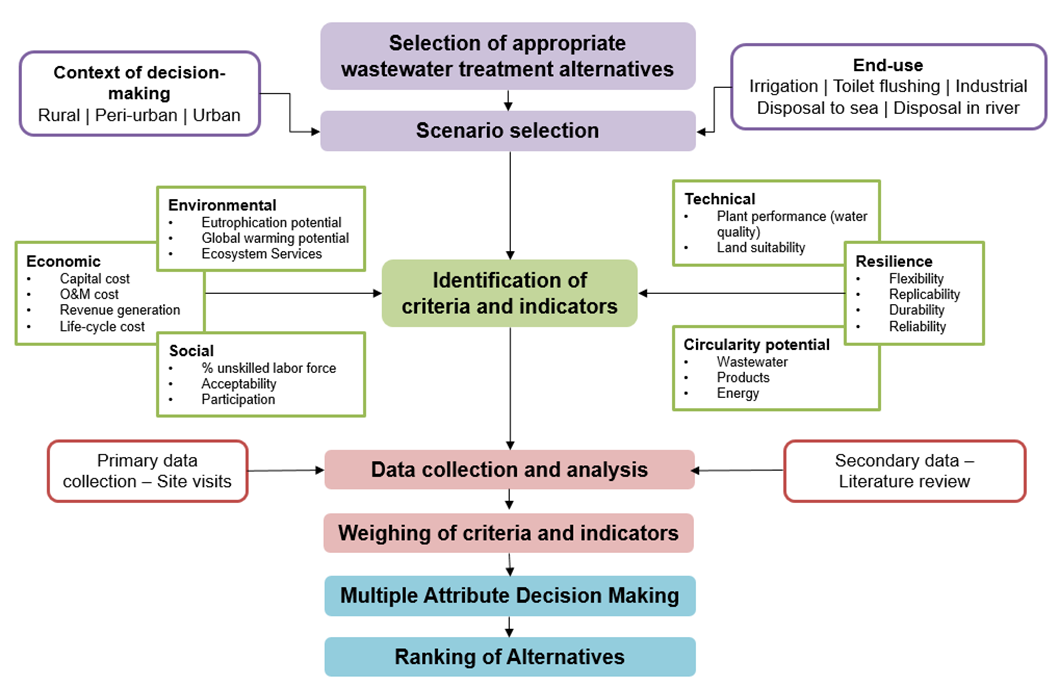 Selection of appropriate
wastewater treatment alternatives
Context of decision-
making
Rural | Peri-urban | Urban
End-use
Irrigation | Toilet flushing | Industrial
Disposal to sea | Disposal in river
Scenario selection
Environmental
• Eutrophication potential
• Global warming potential
• Ecosystem Services
Economic
• Capital cost
• O&M cost
• Revenue generation
• Life-cycle cost
Social
• % unskilled labor force
• Acceptability
• Participation
Identification of
criteria and indicators
Technical
• Plant performance (water
quality)
• Land suitability
Resilience
• Flexibility
• Replicability
• Durability
• Reliability
Circularity potential
• Wastewater
• Products
• Energy
Primary data
collection – Site visits
Data collection and analysis
Secondary data –
Literature review
Weighing of criteria and indicators
Multiple Attribute Decision Making
Ranking of Alternatives